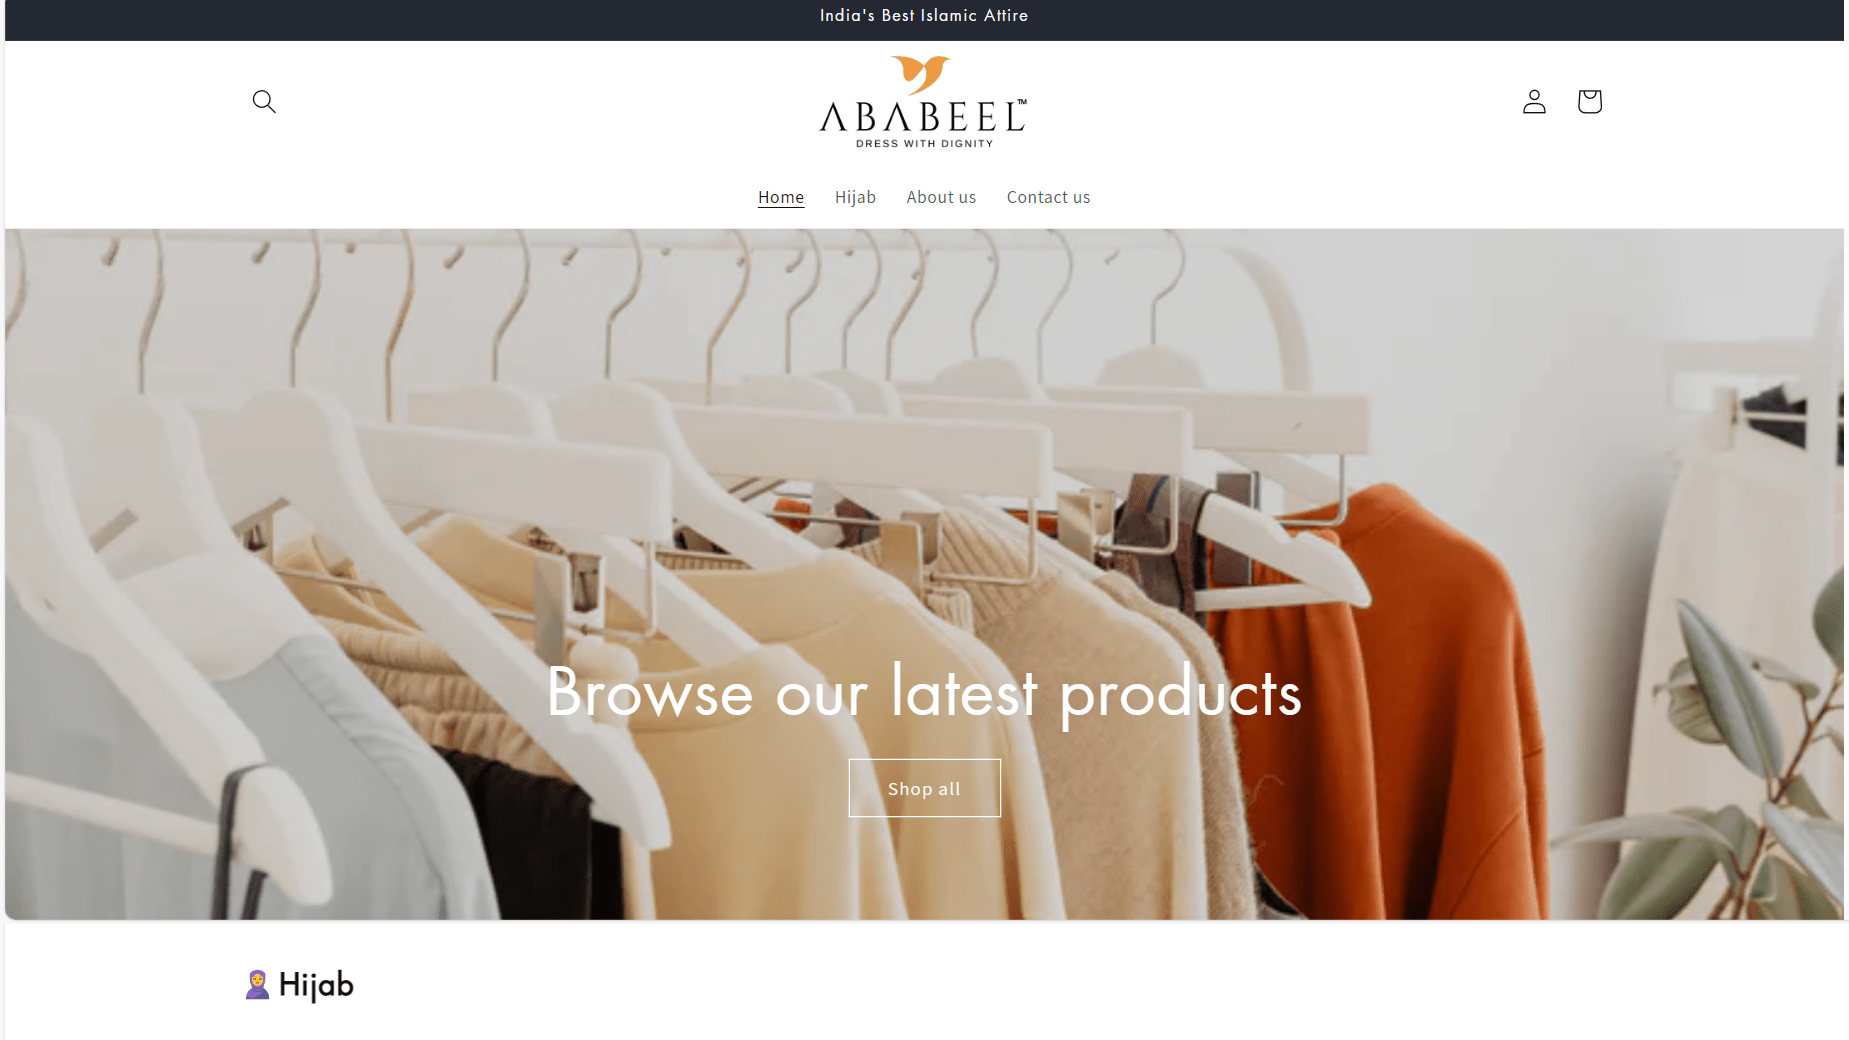 India's Best Islamic Attire
ABABEEL™
DRESS WITH DIGNITY
Home Hijab About us Contact us
Browse our latest products
Shop all
🧕 Hijab